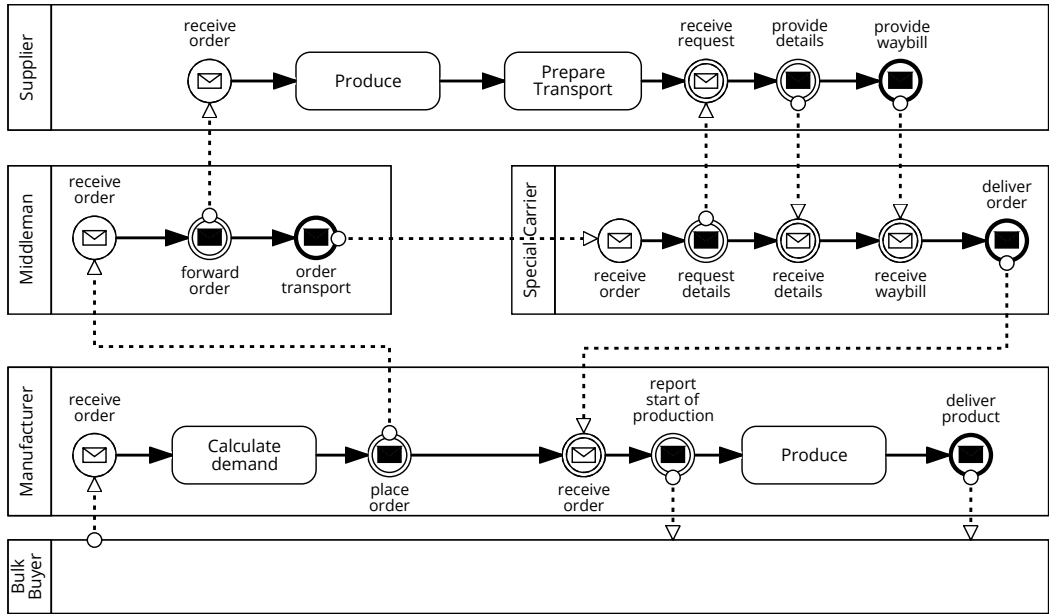 Supplier
receive
order
Produce
Prepare
Transport
receive
request
provide
details
provide
waybill
Middleman
receive
order
forward
order
order
transport
Special Carrier
receive
order
request
details
receive
details
receive
waybill
deliver
order
Manufacturer
receive
order
Calculate
demand
place
order
receive
order
report
start of
production
Produce
deliver
product
Bulk
Buyer